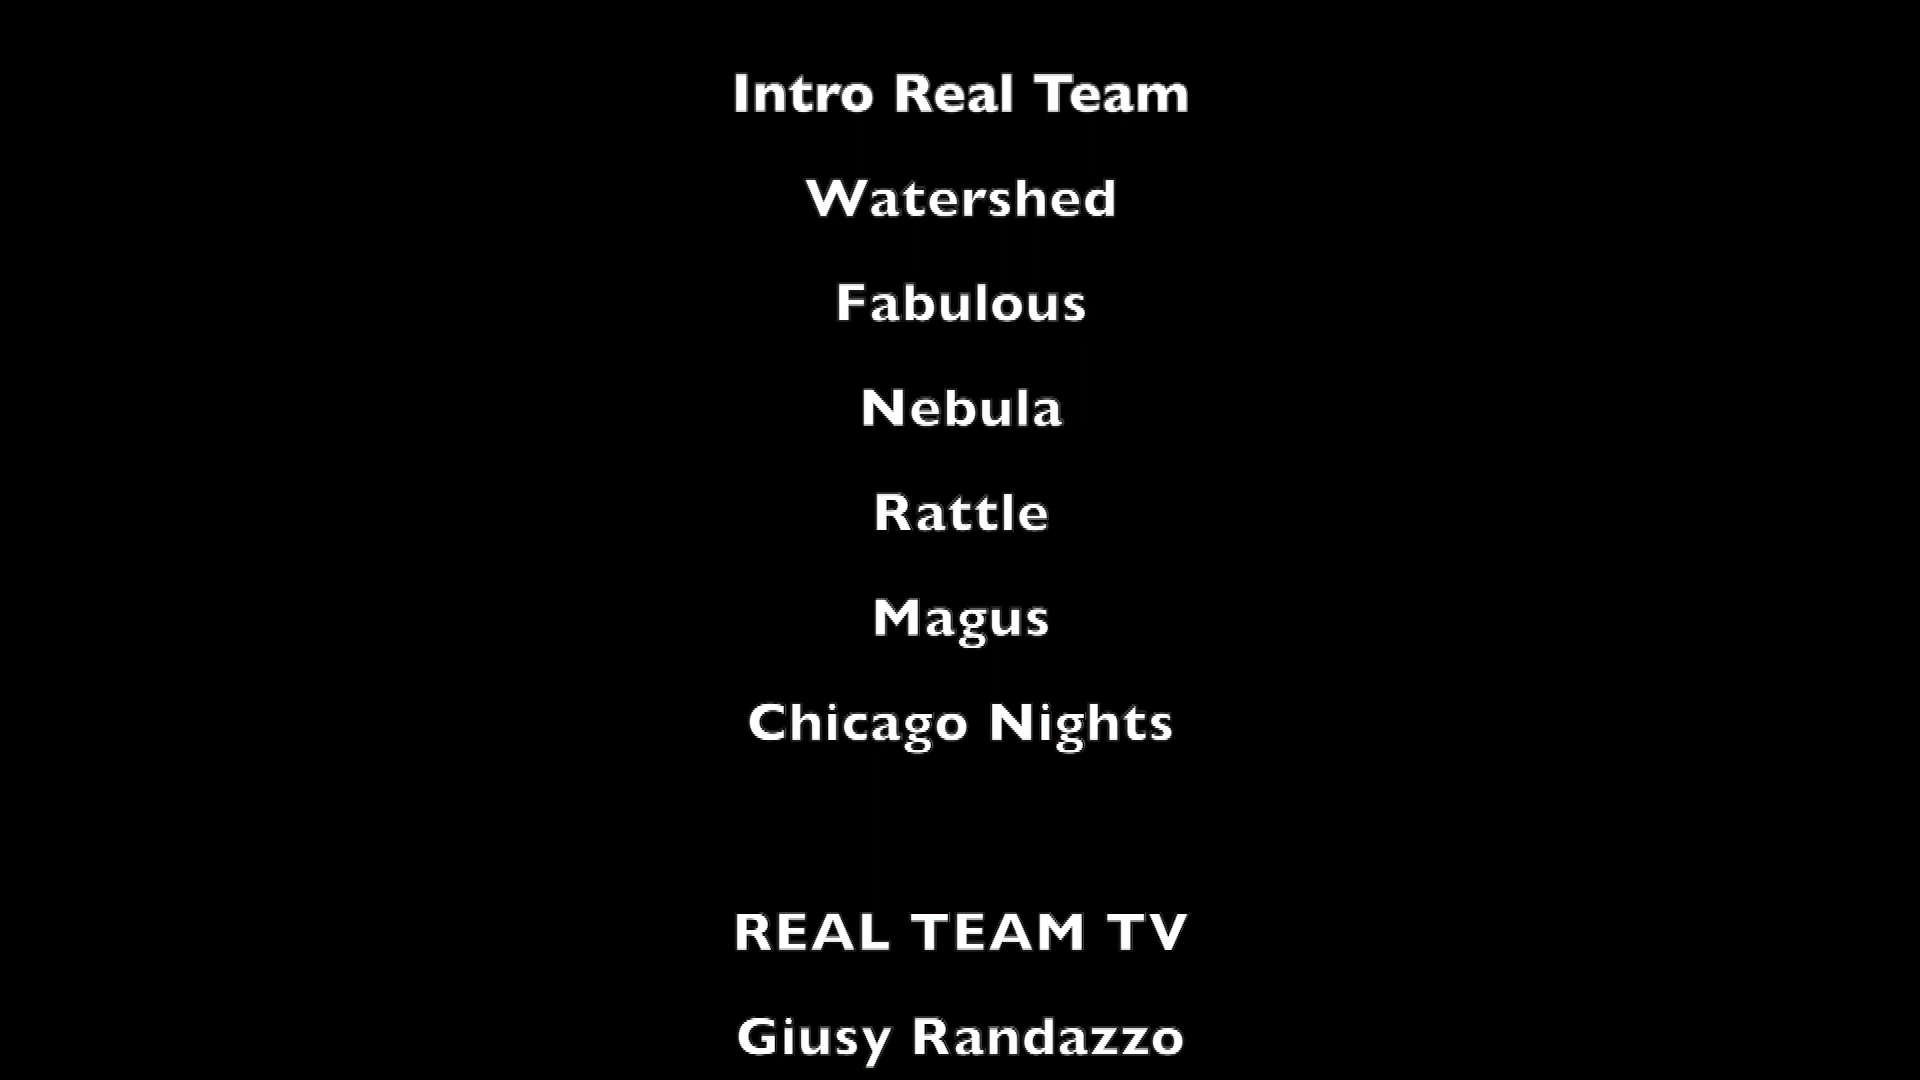 Intro Real Team
Watershed
Fabulous
Nebula
Rattle
Magus
Chicago Nights
REAL TEAM TV
Giusy Randazzo